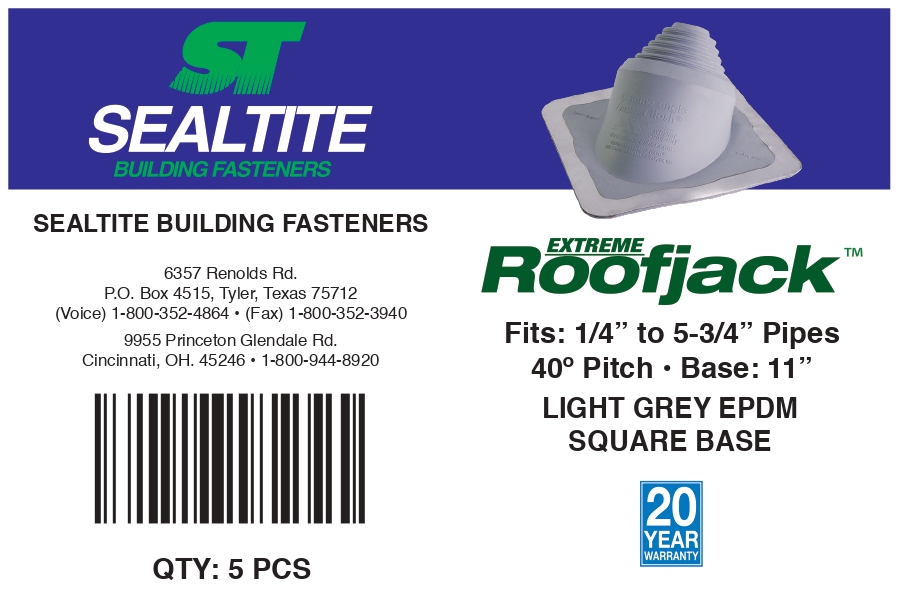 ST
SEALTITE
BUILDING FASTENERS
SEALTITE BUILDING FASTENERS
6357 Renolds Rd.
P.O. Box 4515, Tyler, Texas 75712
(Voice) 1-800-352-4864 • (Fax) 1-800-352-3940
9955 Princeton Glendale Rd.
Cincinnati, OH. 45246 • 1-800-944-8920
QTY: 5 PCS
EXTREME
Roofjack™
Fits: 1/4” to 5-3/4” Pipes
40º Pitch • Base: 11”
LIGHT GREY EPDM
SQUARE BASE
20
YEAR
WARRANTY